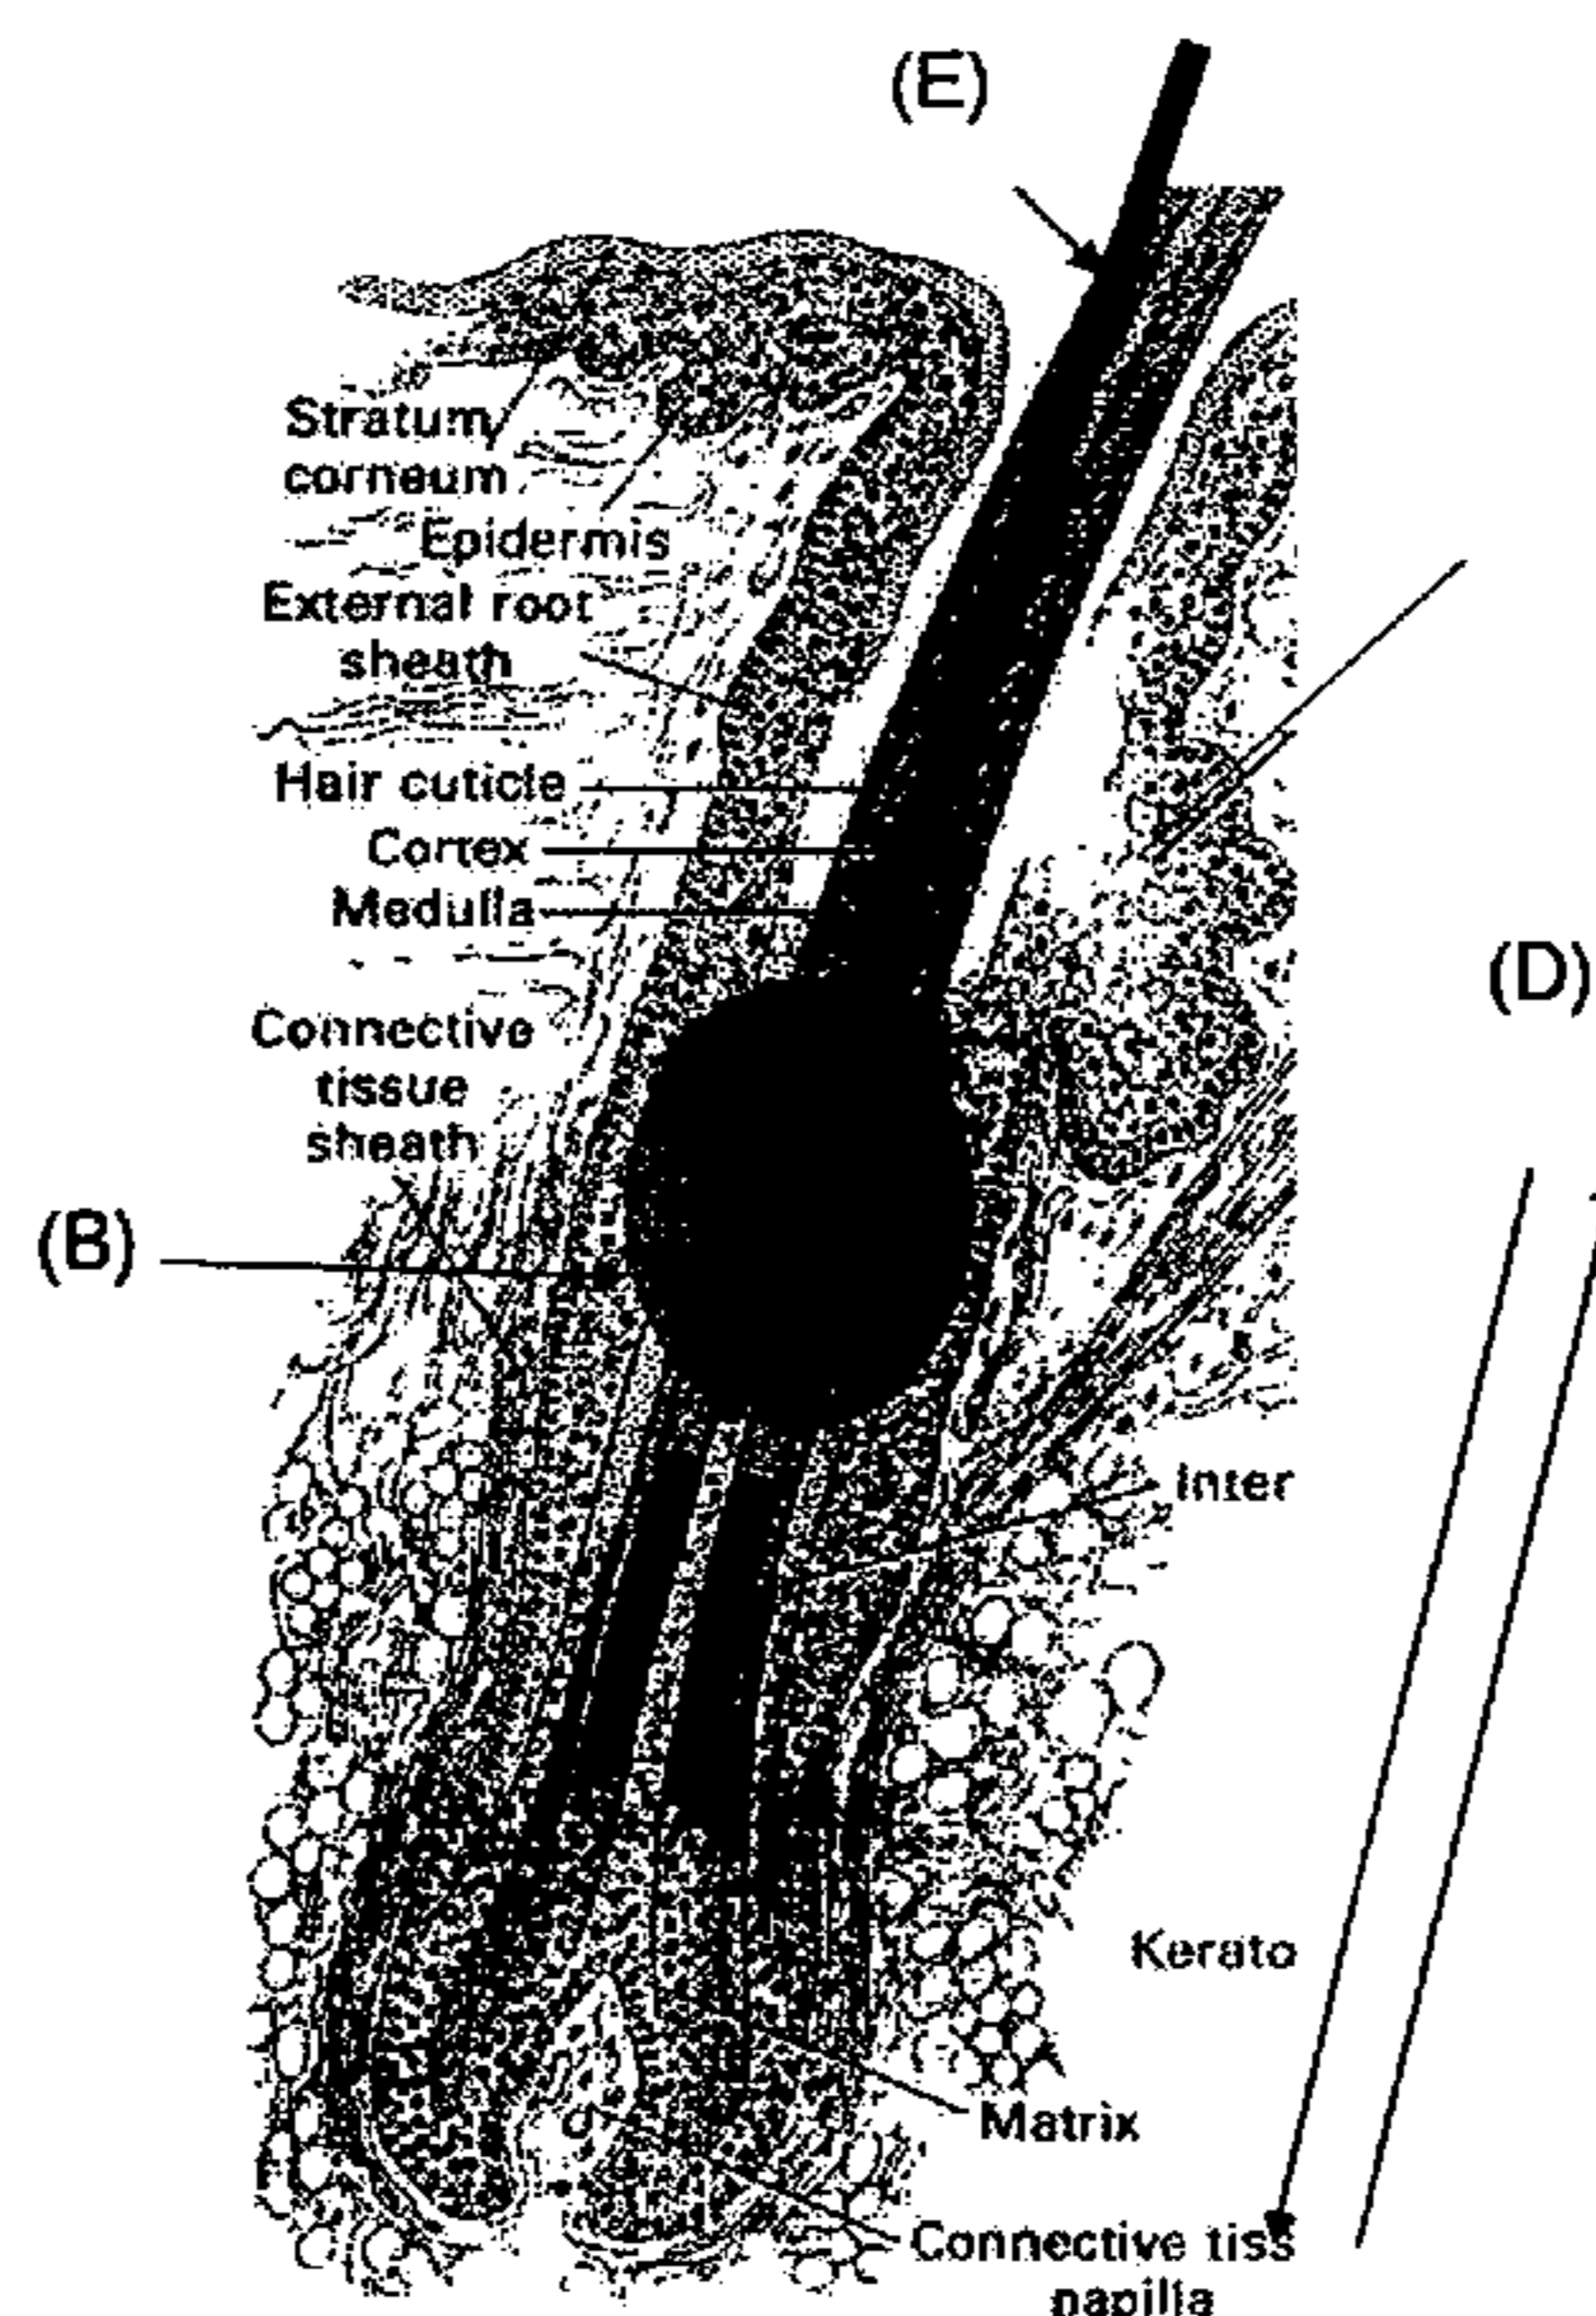 (E)
Stratum
corneum
Epidermis
External root
sheath
Hair cuticle
Cortex
Medulla
(D)
Connective
tissue
sheath
(B)
Inter
Kerato
Matrix
Connective tiss
papilla